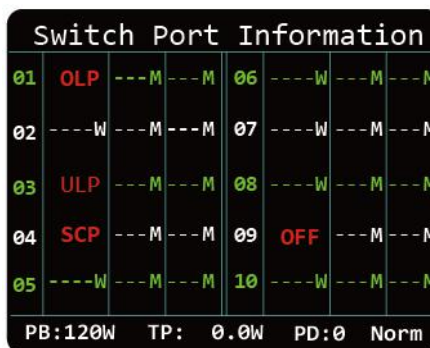 Switch Port Information
01 OLP ---M ---M 06 ----W ---M ---M
02 ----W ---M ---M 07 ----W ---M ---M
03 ULP ---M ---M 08 ----W ---M ---M
04 SCP ---M ---M 09 OFF ---M ---M
05 ----W ---M ---M 10 ----W ---M ---M
PB:120W TP: 0.0W PD:0 Norm